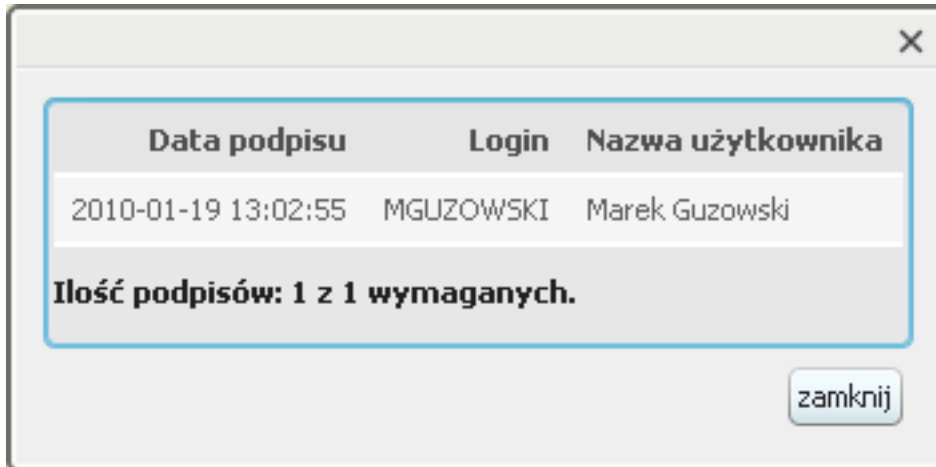 Data podpisu Login Nazwa użytkownika
2010-01-19 13:02:55 MGUZOWSKI Marek Guzowski
Ilość podpisów: 1 z 1 wymaganych.
zamknij